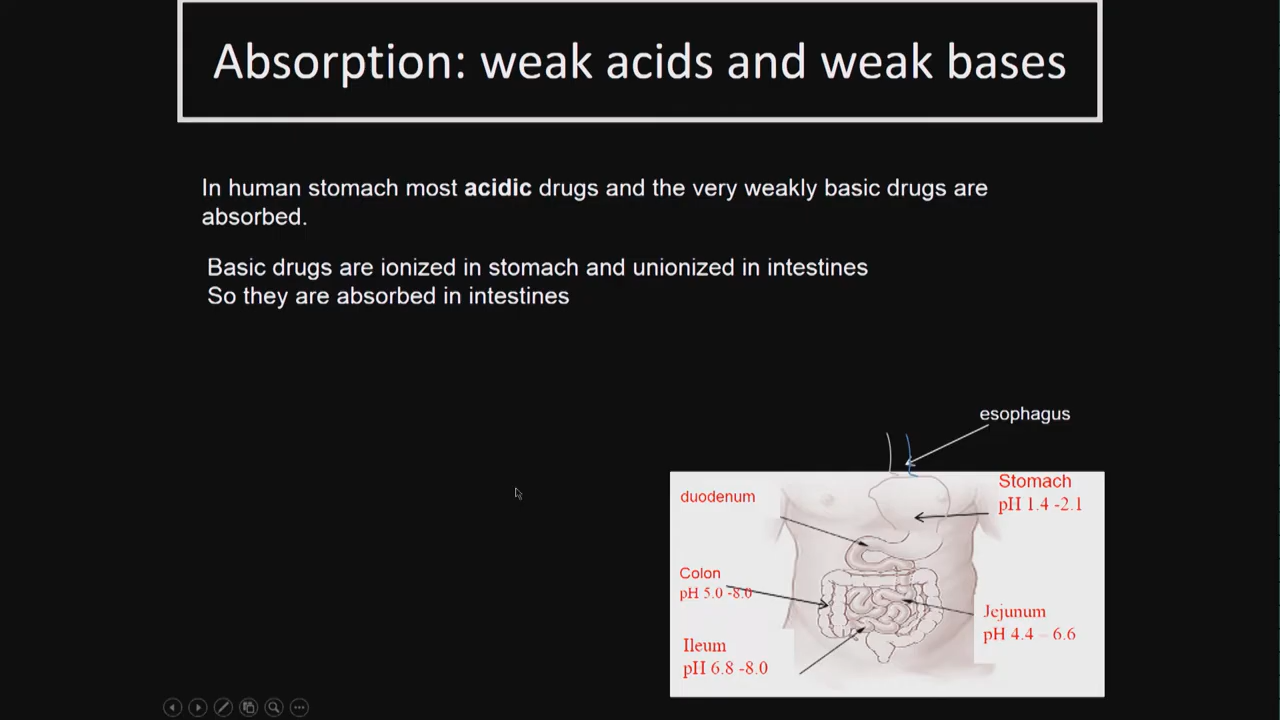 Absorption: weak acids and weak bases
In human stomach most acidic drugs and the very weakly basic drugs are
absorbed.
Basic drugs are ionized in stomach and unionized in intestines
So they are absorbed in intestines
esophagus
Stomach
pH 1.4 -2.1
duodenum
Colon
pH 5.0 -8.0
Jejunum
pH 4.4 – 6.6
Ileum
pH 6.8 -8.0